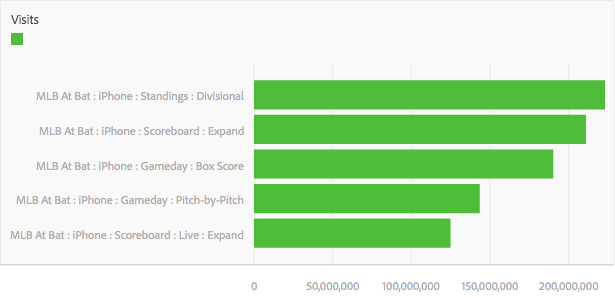 Visits
MLB At Bat : iPhone : Standings : Divisional
MLB At Bat : iPhone : Scoreboard : Expand
MLB At Bat : iPhone : Gameday : Box Score
MLB At Bat : iPhone : Gameday : Pitch-by-Pitch
MLB At Bat : iPhone : Scoreboard : Live : Expand
0 50,000,000 100,000,000 150,000,000 200,000,000